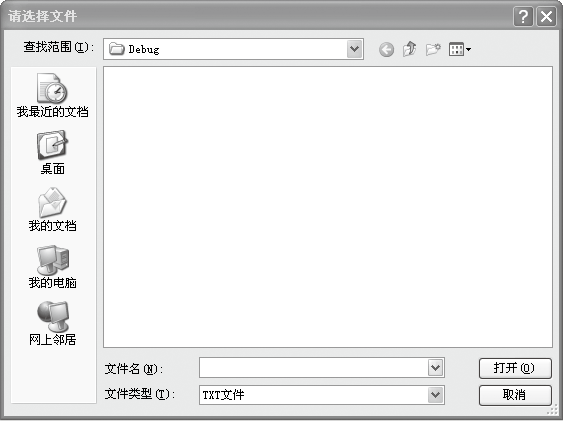 请选择文件
查找范围(I):
Debug
我最近的文档
桌面
我的文档
我的电脑
网上邻居
文件名(N):
打开(O)
文件类型(T):
TXT文件
取消